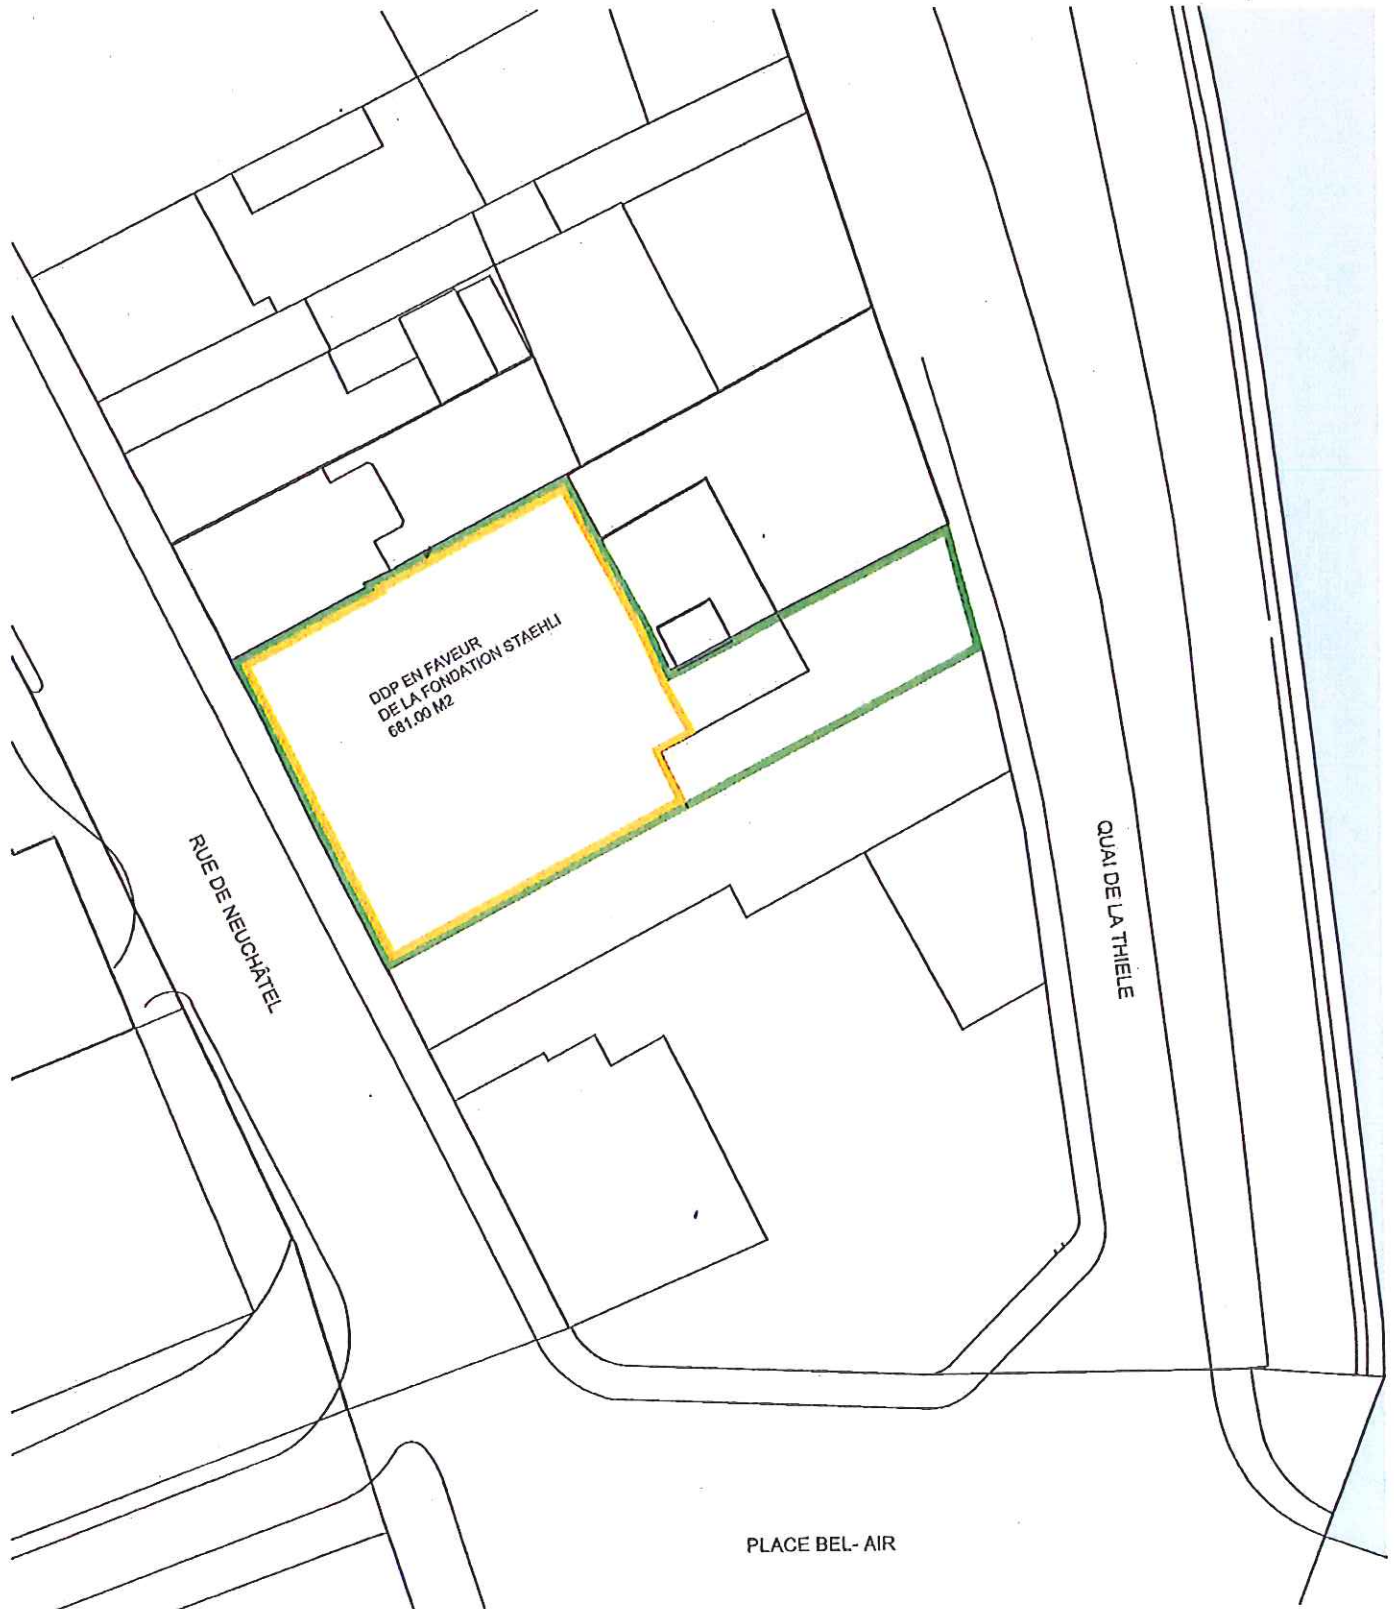 DDP EN FAVEUR
DE LA FONDATION STAEHLI
681.00 M2
RUE DE NEUCHÂTEL
QUAI DE LA THIELE
PLACE BEL- AIR